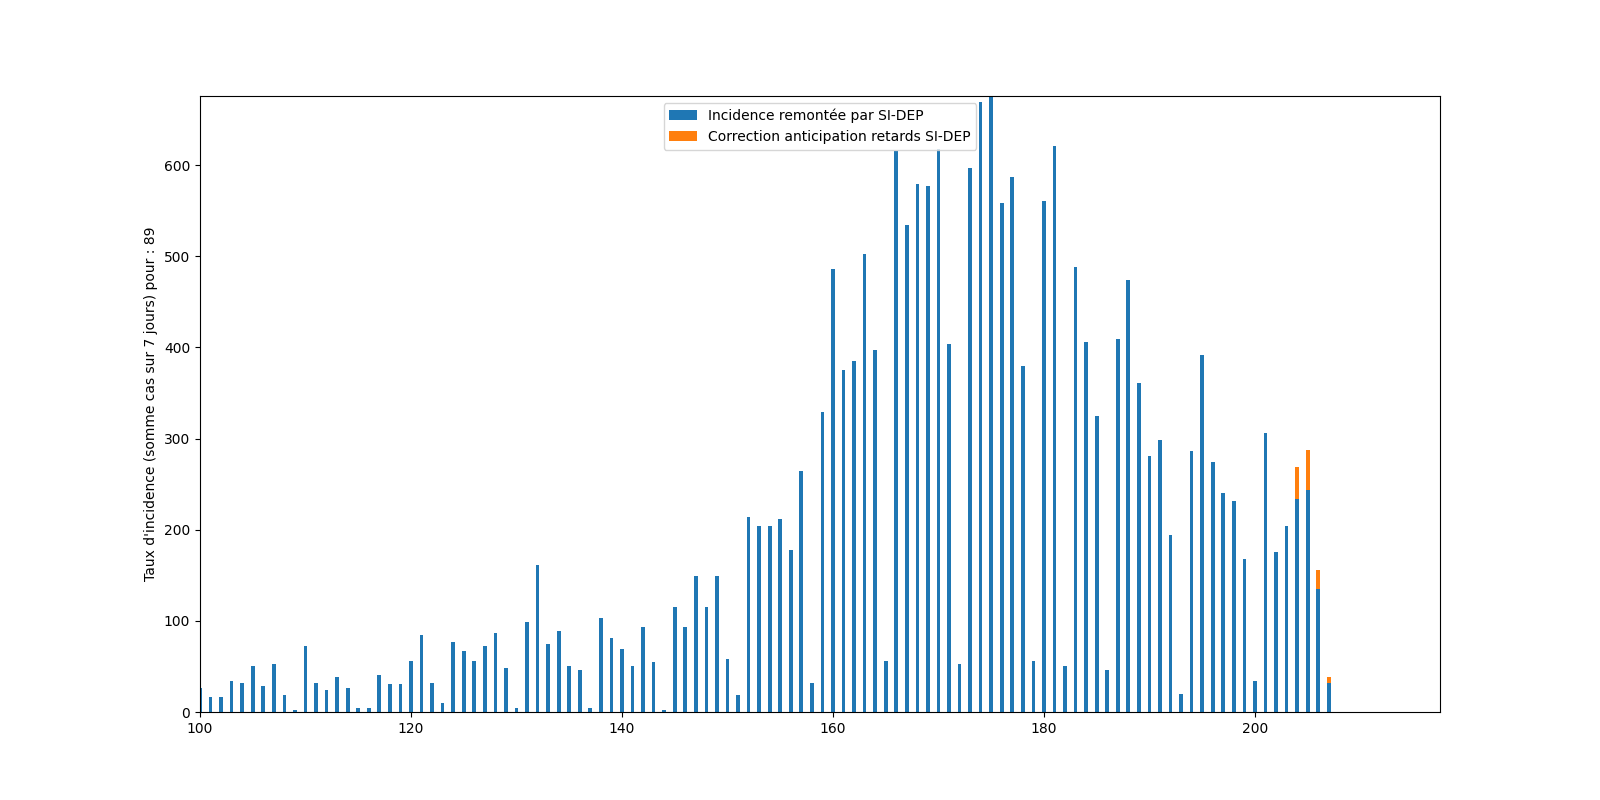 Incidence remontée par SI-DEP
Correction anticipation retards SI-DEP
Taux d'incidence (somme cas sur 7 jours) pour : 89
600
500
400
300
200
100
0
100 120 140 160 180 200